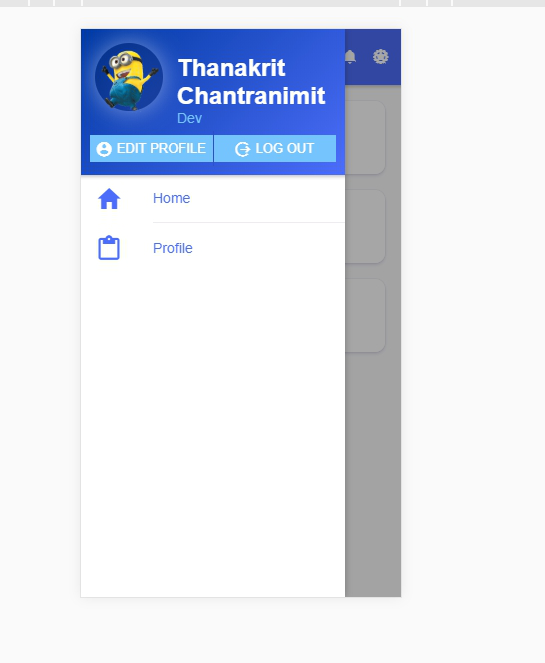 Thanakrit
Chantranimit
Dev
EDIT PROFILE LOG OUT
Home
Profile